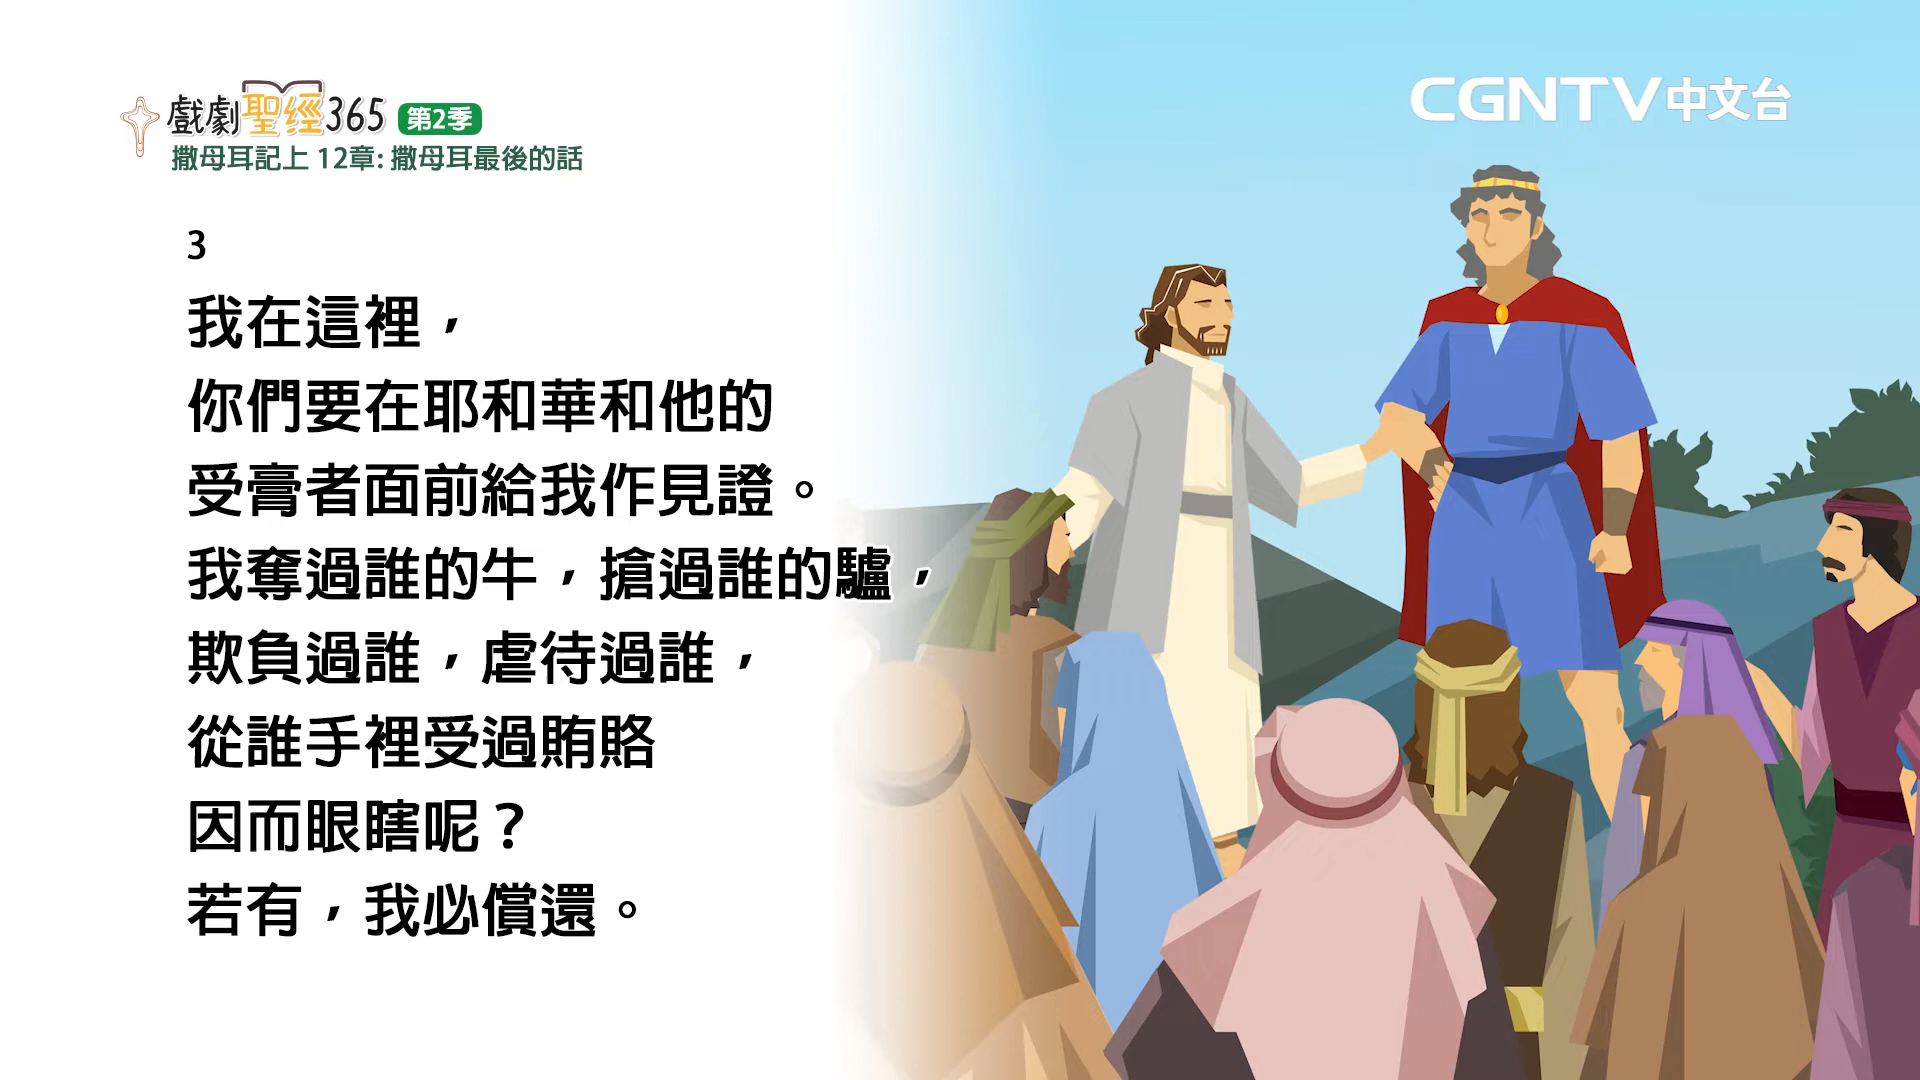 戲劇聖經365 第2季
撒母耳記上 12章: 撒母耳最後的話
CGNTV中文台
3
我在這裡，
你們要在耶和華和他的
受膏者面前給我作見證。
我奪過誰的牛，搶過誰的驢，
欺負過誰，虐待過誰，
從誰手裡受過賄賂
因而眼瞎呢？
若有，我必償還。